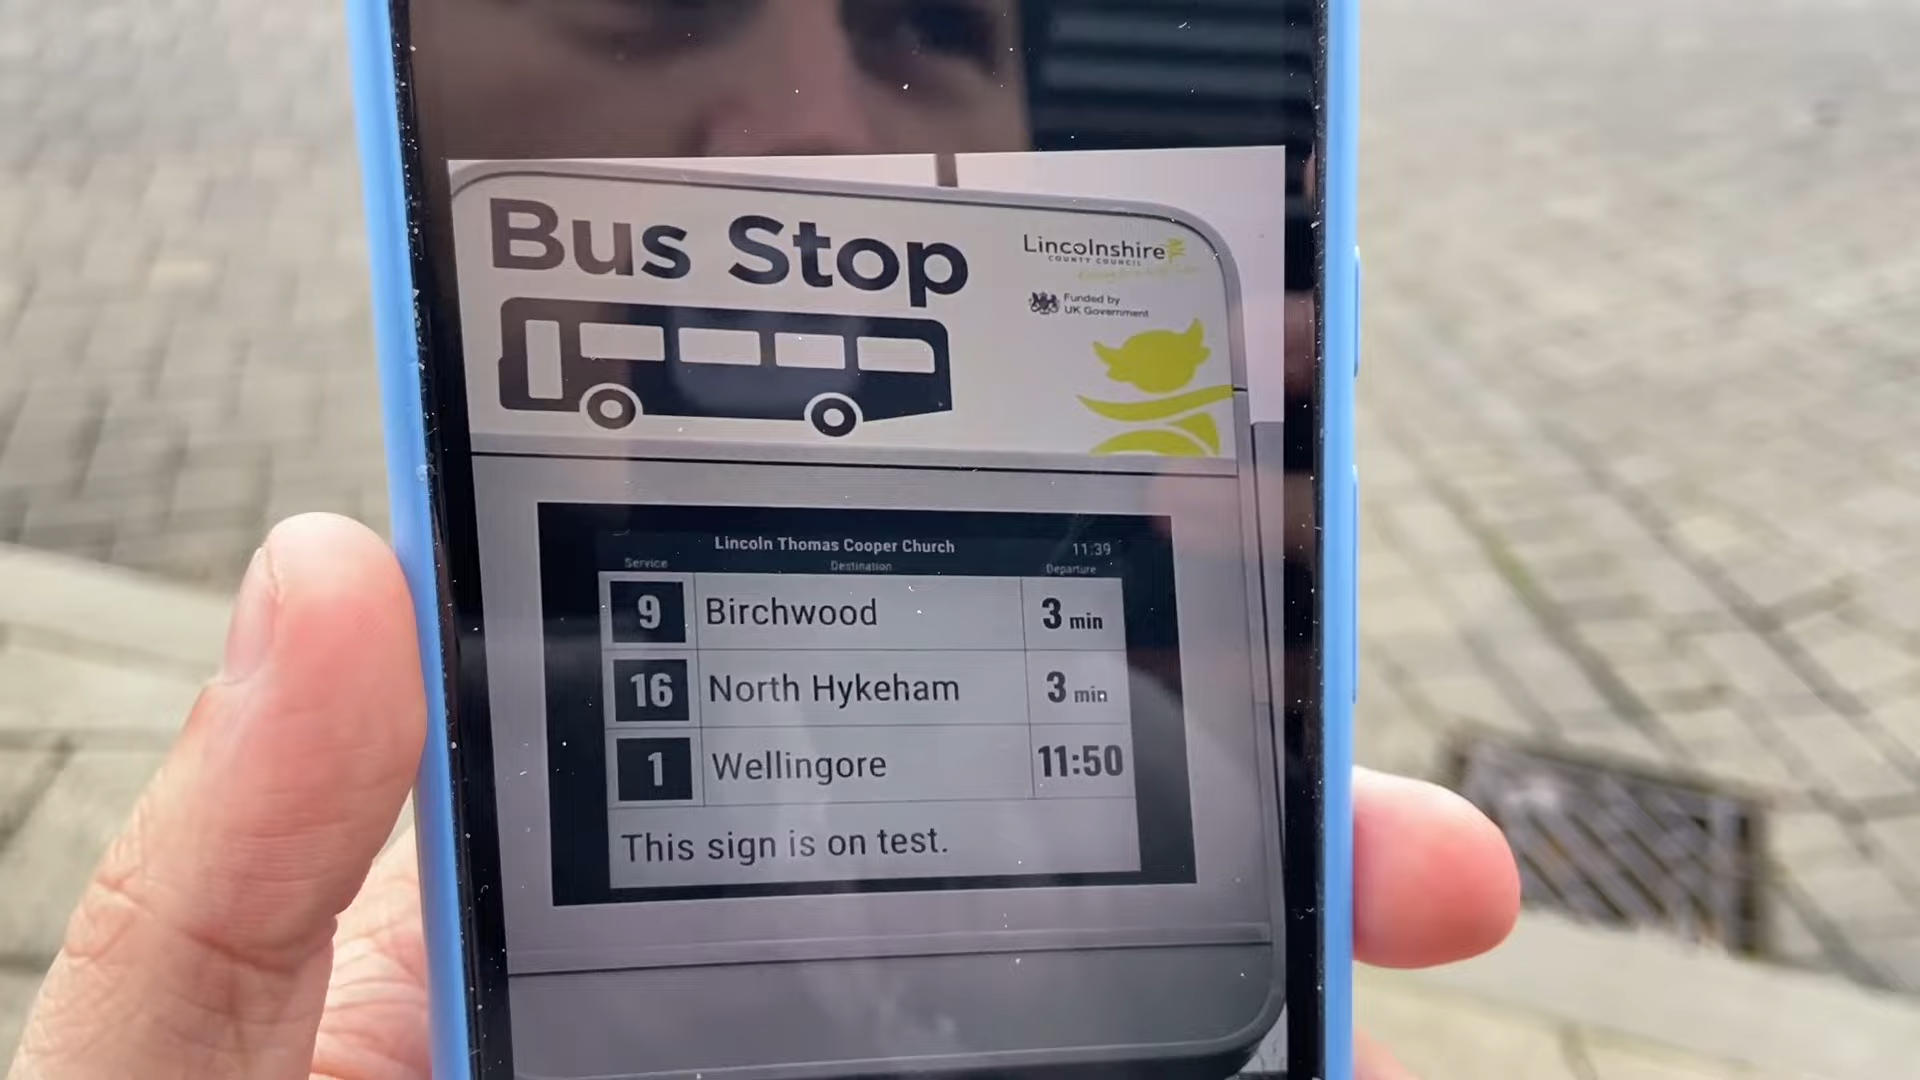 Bus Stop
Lincolnshire
COUNTY COUNCIL
Funded by
UK Government
Lincoln Thomas Cooper Church 11:39
Service Destination Departure
9 Birchwood 3 min
16 North Hykeham 3 min
1 Wellingore 11:50
This sign is on test.